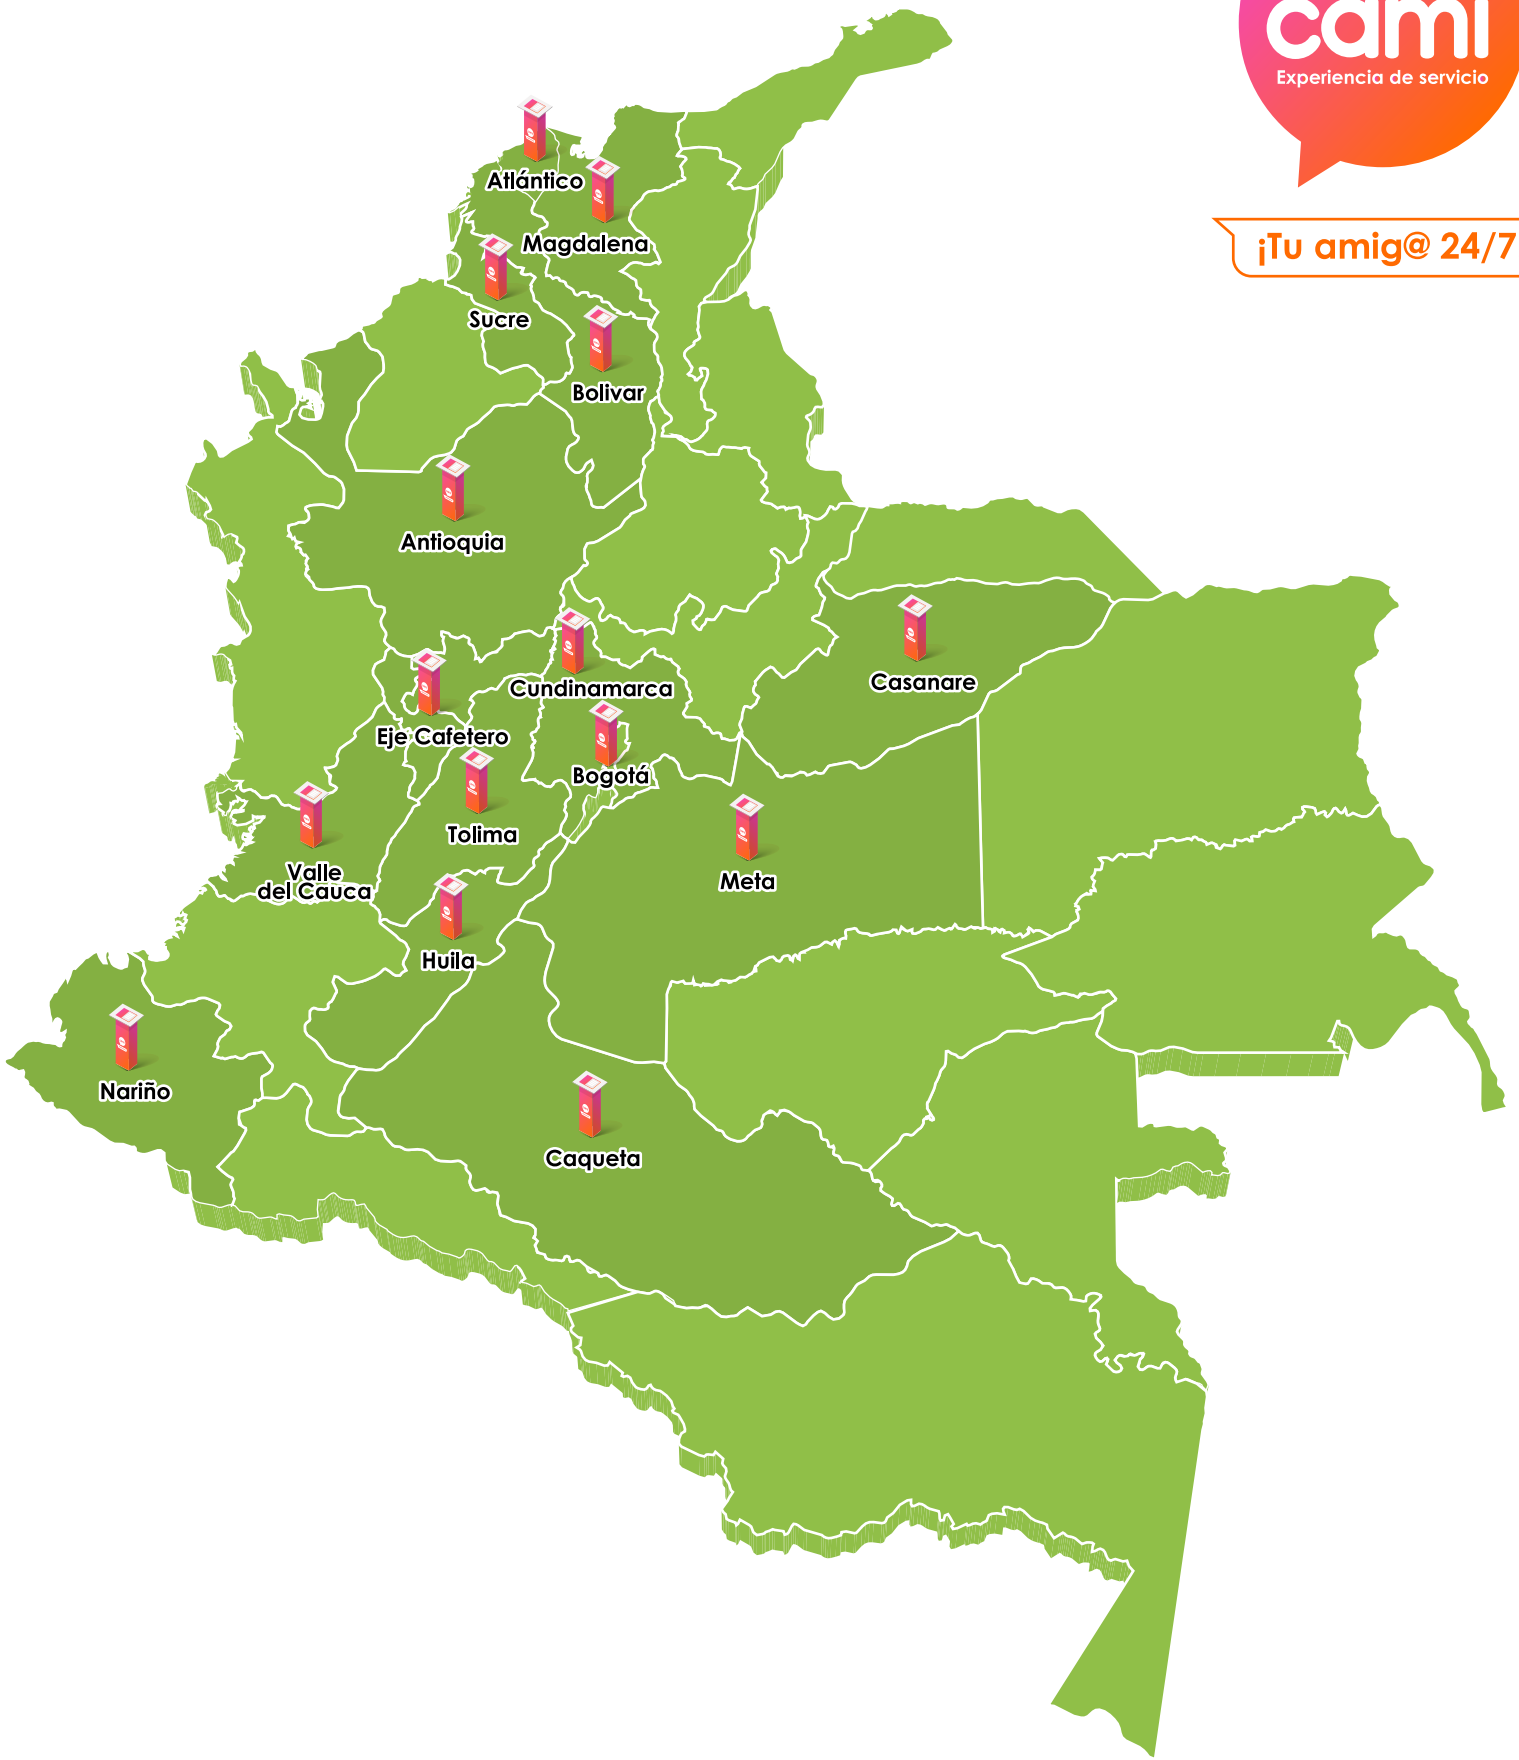 cami
Experiencia de servicio
¡Tu amig@ 24/7
Atlántico
Magdalena
Sucre
Bolivar
Antioquia
Casanare
Cundinamarca
Eje Cafetero
Bogotá
Tolima
Meta
Valle
del Cauca
Huila
Nariño
Caqueta